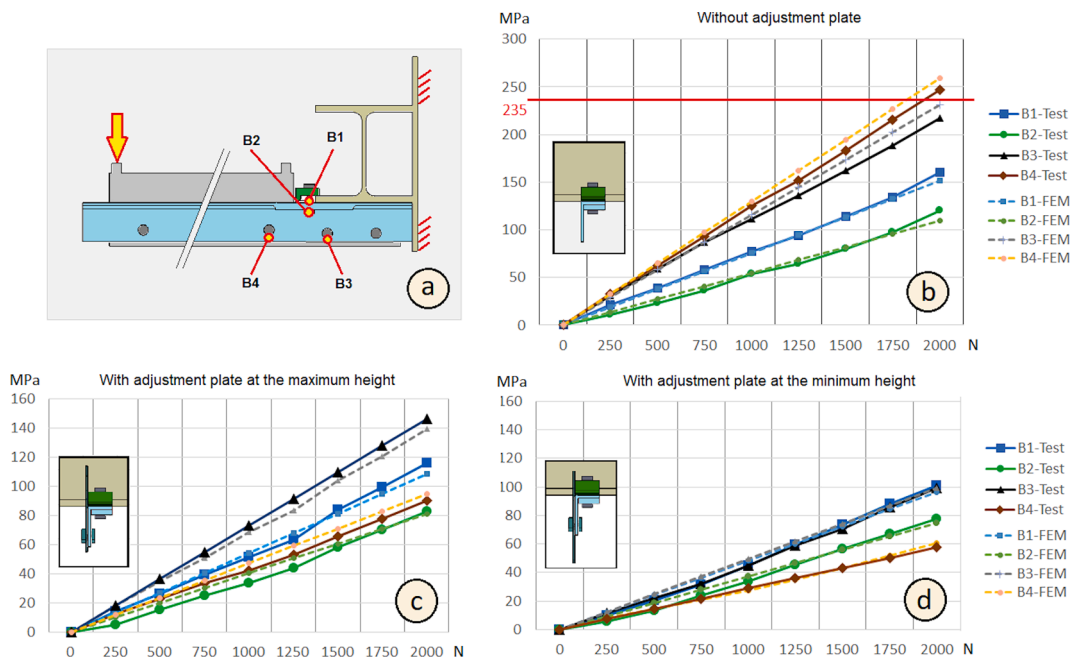 B1
B2
B4
B3
a
MPa
Without adjustment plate
300
250
235
200
150
100
50
0
0 250 500 750 1000 1250 1500 1750 2000 N
B1-Test
B2-Test
B3-Test
B4-Test
B1-FEM
B2-FEM
B3-FEM
B4-FEM
b
MPa
With adjustment plate at the maximum height
160
140
120
100
80
60
40
20
0
0 250 500 750 1000 1250 1500 1750 2000 N
c
MPa
With adjustment plate at the minimum height
160
140
120
100
80
60
40
20
0
0 250 500 750 1000 1250 1500 1750 2000 N
B1-Test
B2-Test
B3-Test
B4-Test
B1-FEM
B2-FEM
B3-FEM
B4-FEM
d